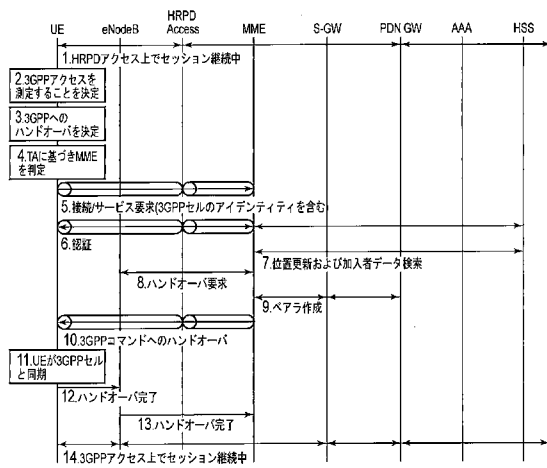 HRPD
UE eNodeB Access MME S-GW PDN GW AAA HSS
1.HRPDアクセス上でセッション継続中
2.3GPPアクセスを
測定することを決定
3.3GPPへの
ハンドオーバを決定
4.TAに基づきMME
を判定
5.接続/サービス要求(3GPPセルのアイデンティティを含む)
6.認証
7.位置更新および加入者データ検索
8.ハンドオーバ要求
9.ベアラ作成
10.3GPPコマンドへのハンドオーバ
11.UEが3GPPセル
と同期
12.ハンドオーバ完了
13.ハンドオーバ完了
14.3GPPアクセス上でセッション継続中